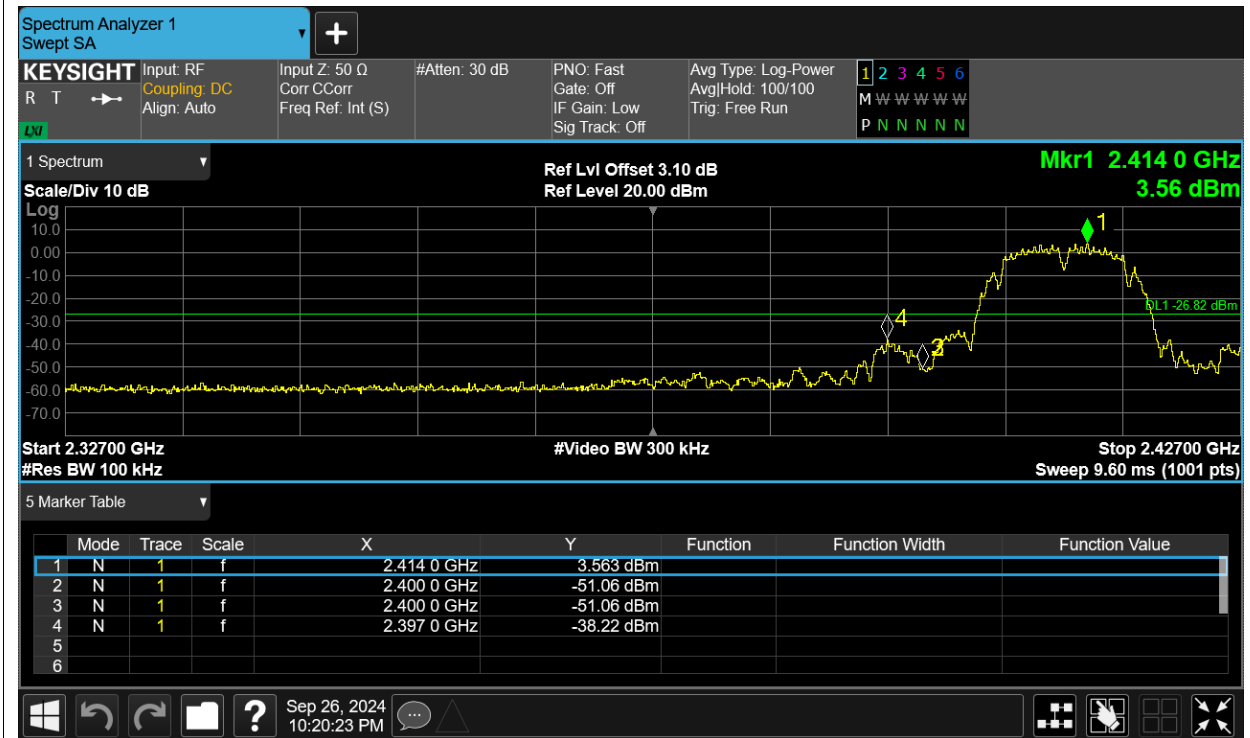 Spectrum Analyzer 1
Swept SA
KEYSIGHT
R T
LXI
Input: RF
Coupling: DC
Align: Auto
Input Z: 50 Ω
Corr CCorr
Freq Ref: Int (S)
#Atten: 30 dB
PNO: Fast
Gate: Off
IF Gain: Low
Sig Track: Off
Avg Type: Log-Power
Avg|Hold: 100/100
Trig: Free Run
1 2 3 4 5 6
M W W W W W
P N N N N N
1 Spectrum
Scale/Div 10 dB
Ref Lvl Offset 3.10 dB
Ref Level 20.00 dBm
Mkr1 2.414 0 GHz
3.56 dBm
Log
10.0
0.00
-10.0
-20.0
-30.0
-40.0
-50.0
-60.0
-70.0
1
DL1 -26.82 dBm
4
Start 2.32700 GHz
#Res BW 100 kHz
#Video BW 300 kHz
Stop 2.42700 GHz
Sweep 9.60 ms (1001 pts)
5 Marker Table
Mode Trace Scale X Y Function Function Width Function Value
1 N 1 f 2.414 0 GHz 3.563 dBm
2 N 1 f 2.400 0 GHz -51.06 dBm
3 N 1 f 2.400 0 GHz -51.06 dBm
4 N 1 f 2.397 0 GHz -38.22 dBm
5
6
?
Sep 26, 2024
10:20:23 PM